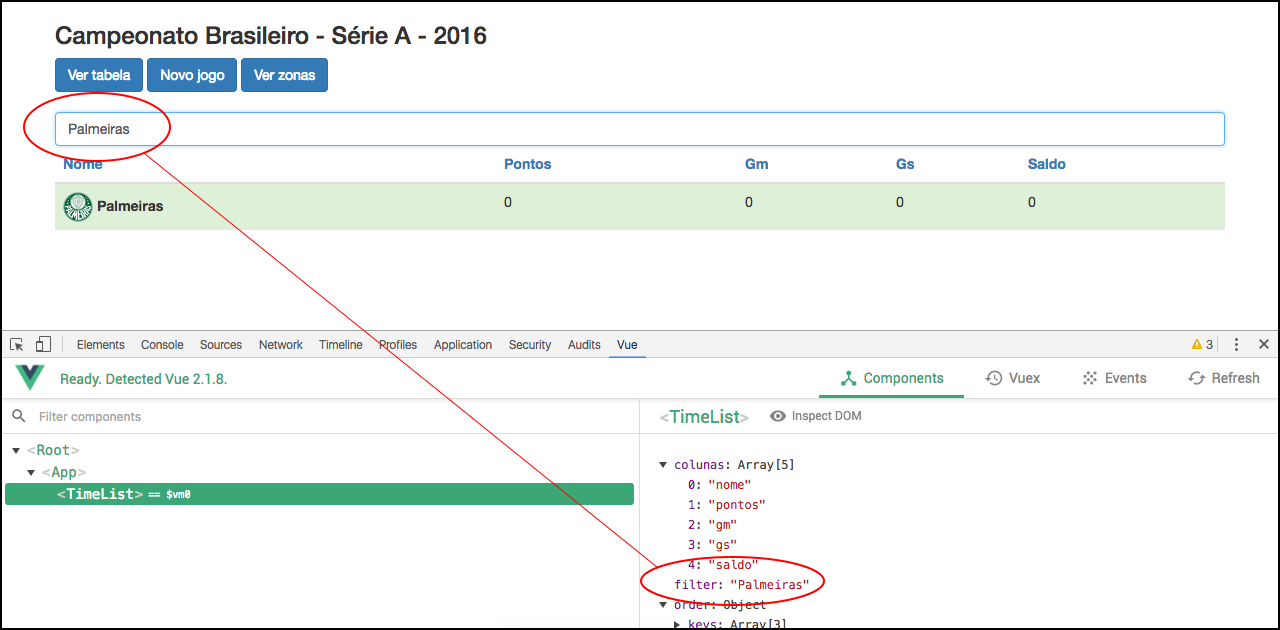 Campeonato Brasileiro - Série A - 2016
Ver tabela Novo jogo Ver zonas
Palmeiras
Nome Pontos Gm Gs Saldo
Palmeiras 0 0 0 0
Elements Console Sources Network Timeline Profiles Application Security Audits Vue 3
Ready. Detected Vue 2.1.8. Components Vuex Events Refresh
Filter components <TimeList> Inspect DOM
<Root>
<App>
<TimeList> == $vm0
colunas: Array[5]
0: "nome"
1: "pontos"
2: "gm"
3: "gs"
4: "saldo"
filter: "Palmeiras"
order: Object
keys: Array[3]